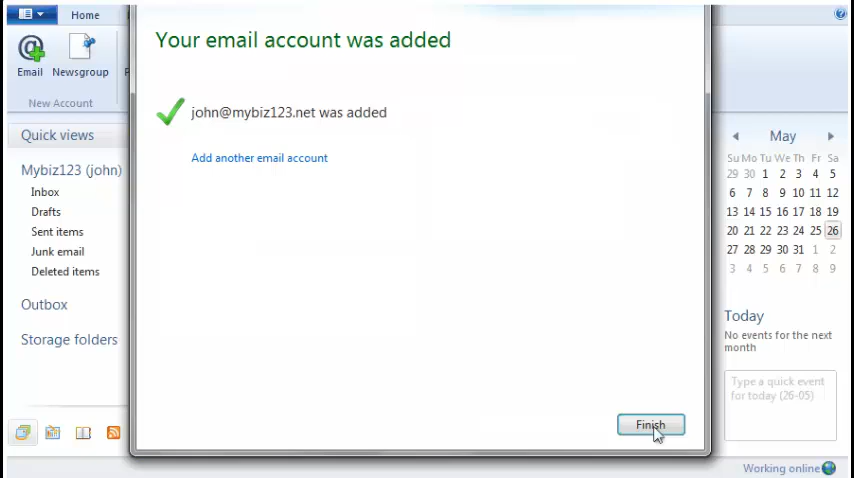 Home
Email
Newsgroup
New Account
Quick views
Mybiz123 (john)
Inbox
Drafts
Sent items
Junk email
Deleted items
Outbox
Storage folders
Your email account was added
john@mybiz123.net was added
Add another email account
Finish
May
Su Mo Tu We Th Fr Sa
29 30 1 2 3 4 5
6 7 8 9 10 11 12
13 14 15 16 17 18 19
20 21 22 23 24 25 26
27 28 29 30 31 1 2
3 4 5 6 7 8 9
Today
No events for the next
month
Type a quick event
for today (26-05)
Working online